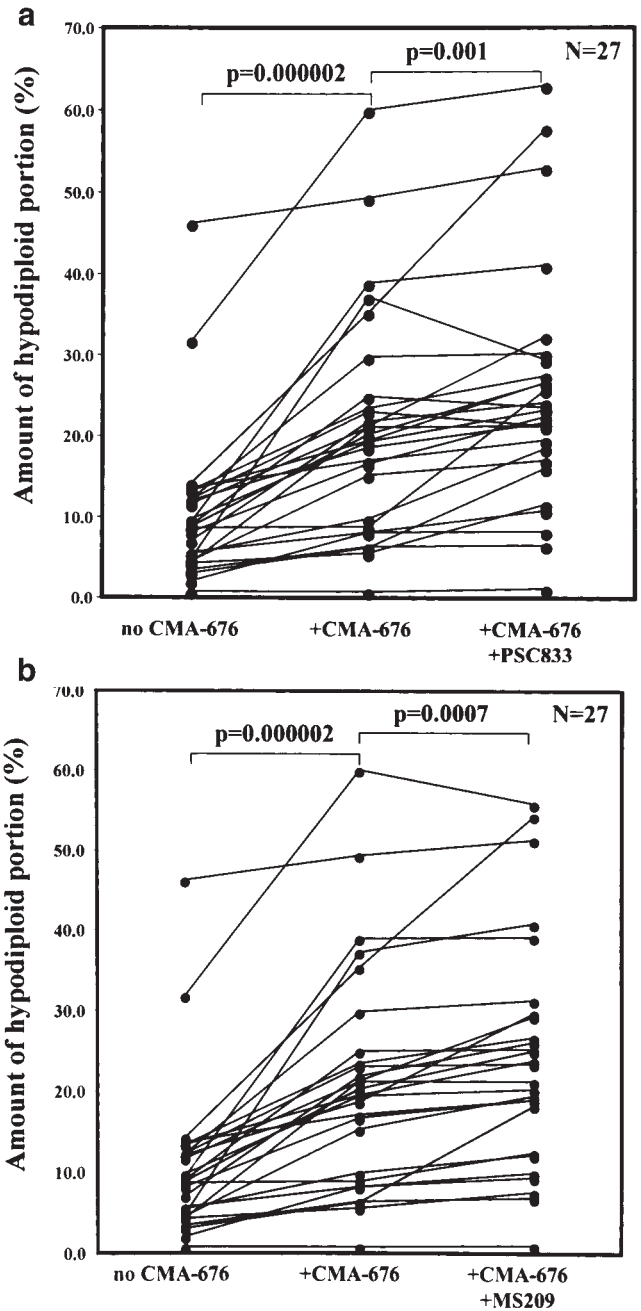 a
70.0
p=0.000002
p=0.001
N=27
60.0
50.0
40.0
30.0
20.0
10.0
0.0
Amount of hypodiploid portion (%)
no CMA-676
+CMA-676
+CMA-676
+PSC833
b
70.0
p=0.000002
p=0.0007
N=27
60.0
50.0
40.0
30.0
20.0
10.0
0.0
Amount of hypodiploid portion (%)
no CMA-676
+CMA-676
+CMA-676
+MS209